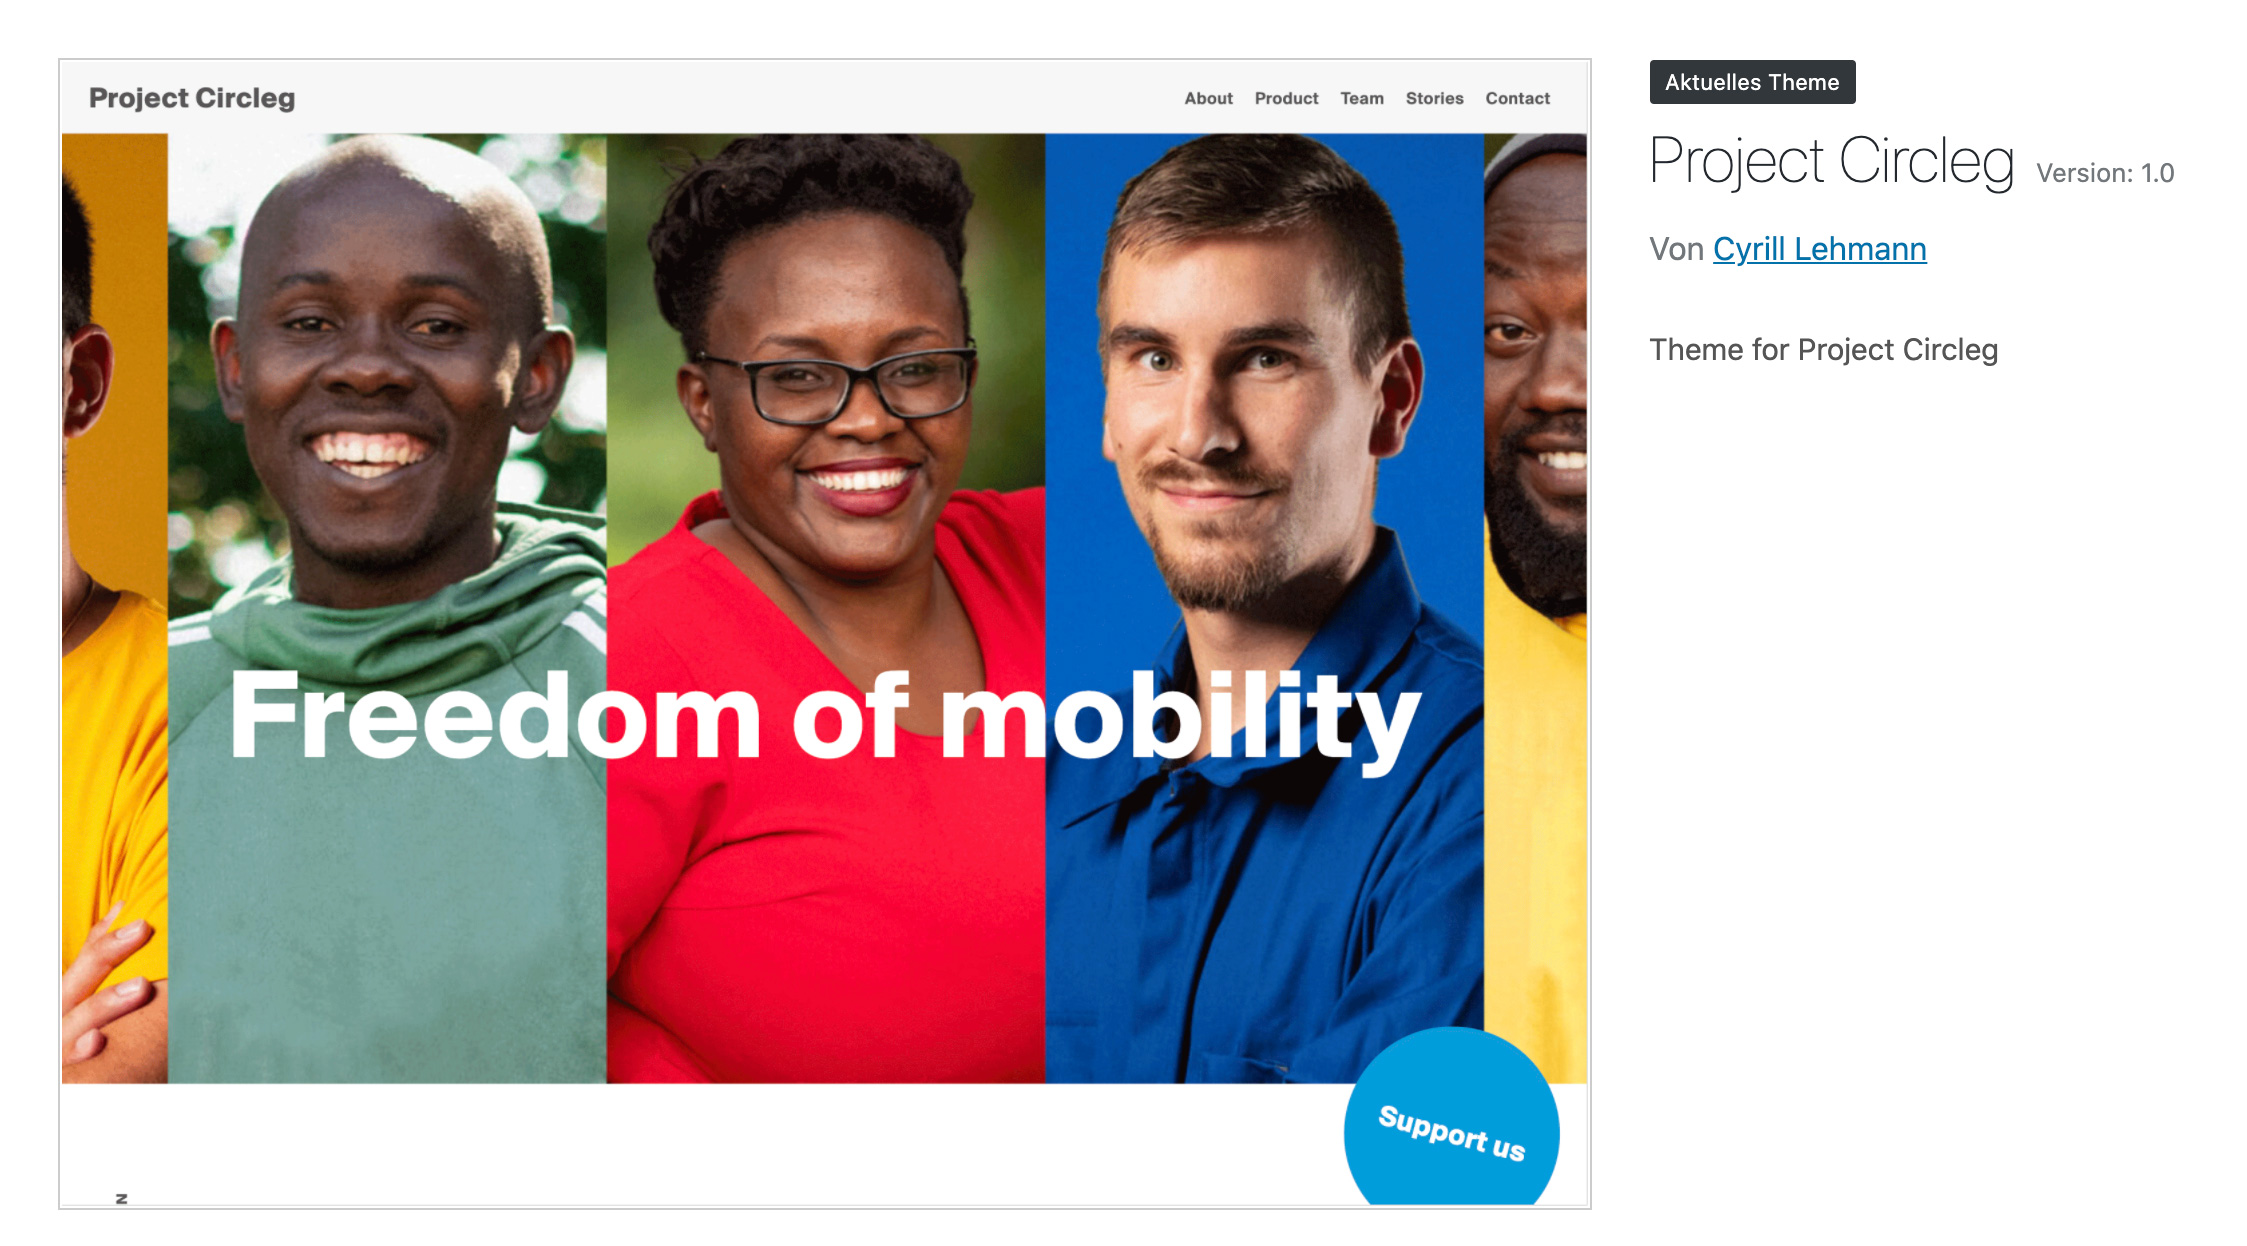 Project Circleg
About Product Team Stories Contact
Freedom of mobility
Support us
Z
Aktuelles Theme
Project Circleg Version: 1.0
Von Cyrill Lehmann
Theme for Project Circleg